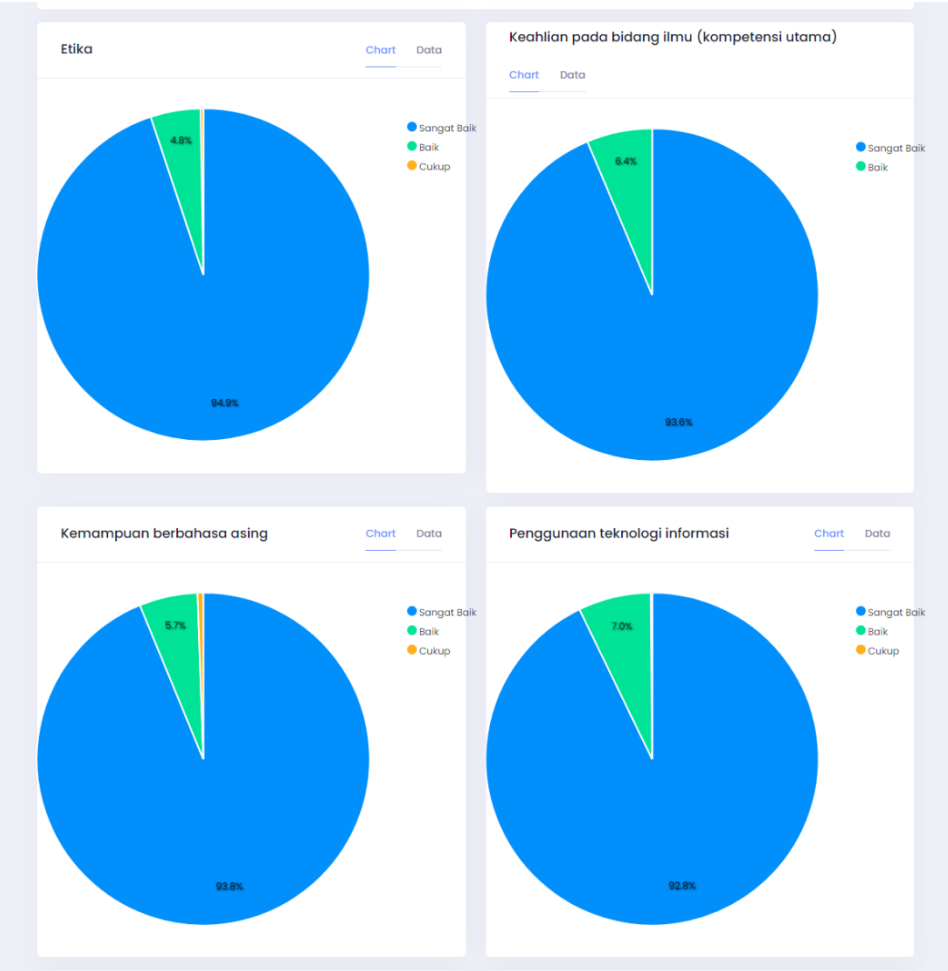 Etika
Chart Data
Sangat Baik
Baik
Cukup
4.8%
94.9%
Keahlian pada bidang ilmu (kompetensi utama)
Chart Data
Sangat Baik
Baik
6.4%
93.6%
Kemampuan berbahasa asing
Chart Data
Sangat Baik
Baik
Cukup
5.7%
93.8%
Penggunaan teknologi informasi
Chart Data
Sangat Baik
Baik
Cukup
7.0%
92.8%